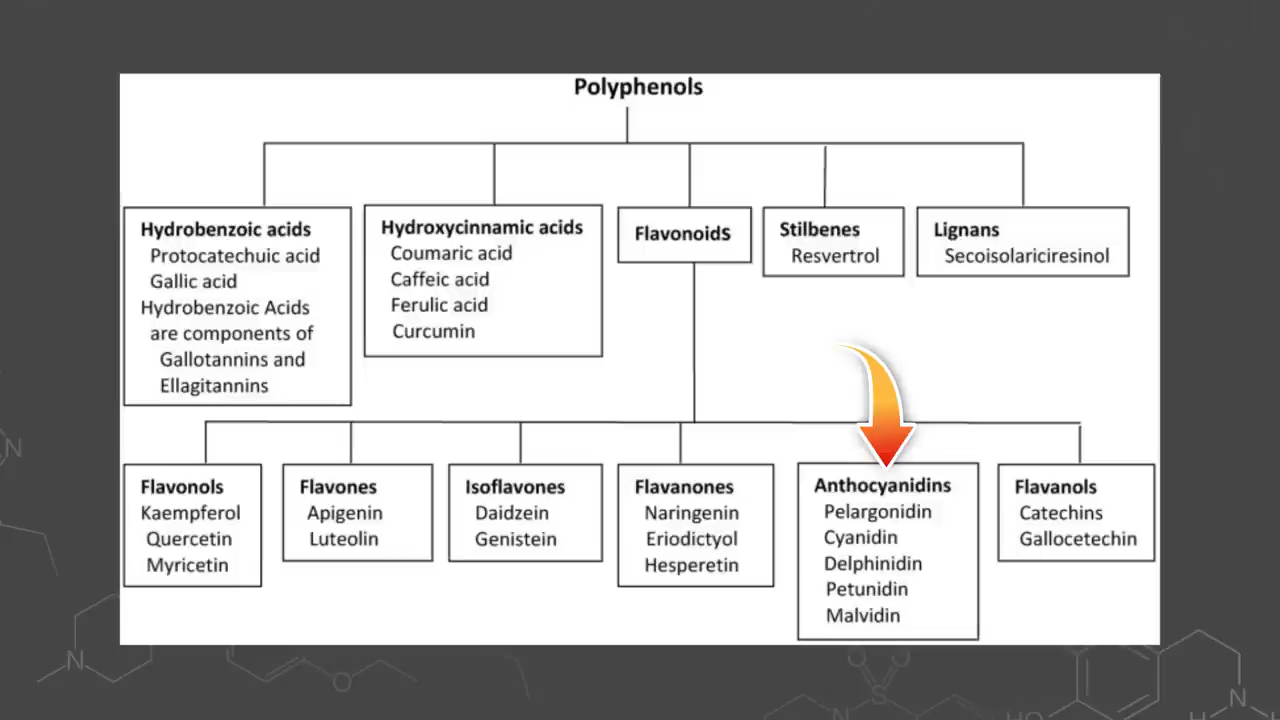 Polyphenols
Hydrobenzoic acids
Protocatechuic acid
Gallic acid
Hydrobenzoic Acids
are components of
Gallotannins and
Ellagitannins
Hydroxycinnamic acids
Coumaric acid
Caffeic acid
Ferulic acid
Curcumin
Flavonoids
Stilbenes
Resvertrol
Lignans
Secoisolariciresinol
Flavonols
Kaempferol
Quercetin
Myricetin
Flavones
Apigenin
Luteolin
Isoflavones
Daidzein
Genistein
Flavanones
Naringenin
Eriodictyol
Hesperetin
Anthocyanidins
Pelargonidin
Cyanidin
Delphinidin
Petunidin
Malvidin
Flavanols
Catechins
Gallocetechin
N
N
O
O
O
S
N
HO
N
H